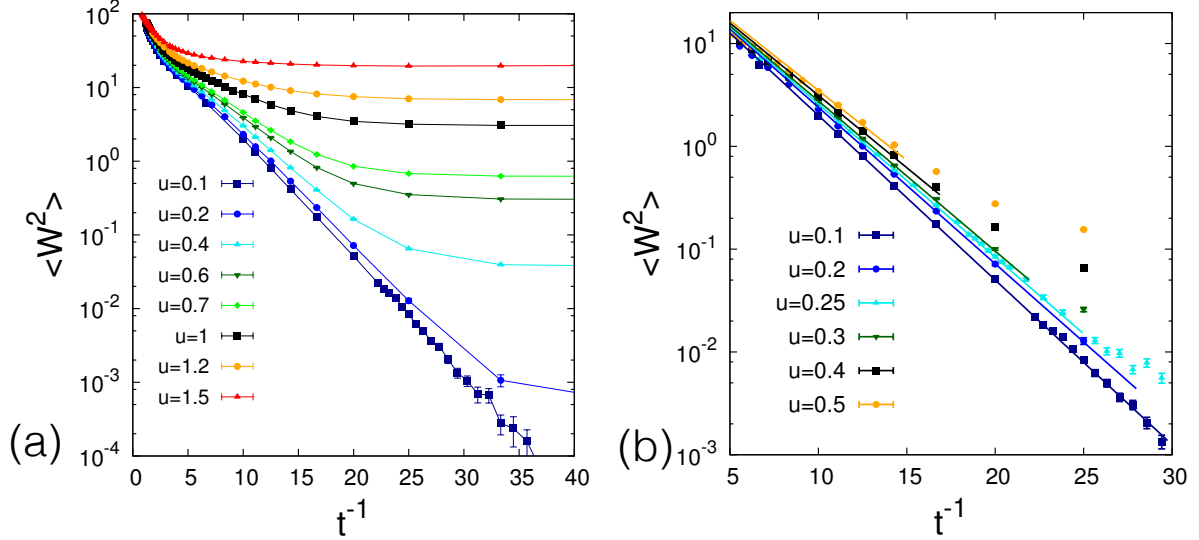 10^2
10^1
10^0
10^-1
10^-2
10^-3
10^-4
<W^2>
u=0.1
u=0.2
u=0.4
u=0.6
u=0.7
u=1
u=1.2
u=1.5
0 5 10 15 20 25 30 35 40
t^-1
(a)
10^1
10^0
10^-1
10^-2
10^-3
<W^2>
u=0.1
u=0.2
u=0.25
u=0.3
u=0.4
u=0.5
5 10 15 20 25 30
t^-1
(b)